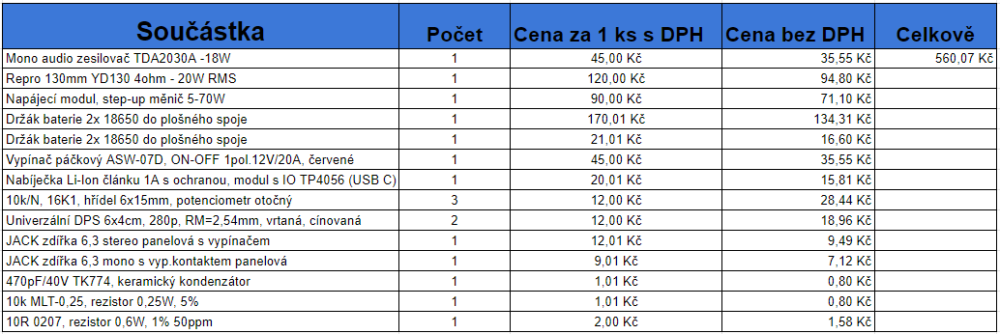 Součástka Počet Cena za 1 ks s DPH Cena bez DPH Celkově
Mono audio zesilovač TDA2030A -18W 1 45,00 Kč 35,55 Kč 560,07 Kč
Repro 130mm YD130 4ohm - 20W RMS 1 120,00 Kč 94,80 Kč
Napájecí modul, step-up měnič 5-70W 1 90,00 Kč 71,10 Kč
Držák baterie 2x 18650 do plošného spoje 1 170,01 Kč 134,31 Kč
Držák baterie 2x 18650 do plošného spoje 1 21,01 Kč 16,60 Kč
Vypínač páčkový ASW-07D, ON-OFF 1pol.12V/20A, červené 1 45,00 Kč 35,55 Kč
Nabíječka Li-Ion článku 1A s ochranou, modul s IO TP4056 (USB C) 1 20,01 Kč 15,81 Kč
10k/N, 16K1, hřídel 6x15mm, potenciometr otočný 3 12,00 Kč 28,44 Kč
Univerzální DPS 6x4cm, 280p, RM=2,54mm, vrtaná, cínovaná 2 12,00 Kč 18,96 Kč
JACK zdířka 6,3 stereo panelová s vypínačem 1 12,01 Kč 9,49 Kč
JACK zdířka 6,3 mono s vyp.kontaktem panelová 1 9,01 Kč 7,12 Kč
470pF/40V TK774, keramický kondenzátor 1 1,01 Kč 0,80 Kč
10k MLT-0,25, rezistor 0,25W, 5% 1 1,01 Kč 0,80 Kč
10R 0207, rezistor 0,6W, 1% 50ppm 1 2,00 Kč 1,58 Kč